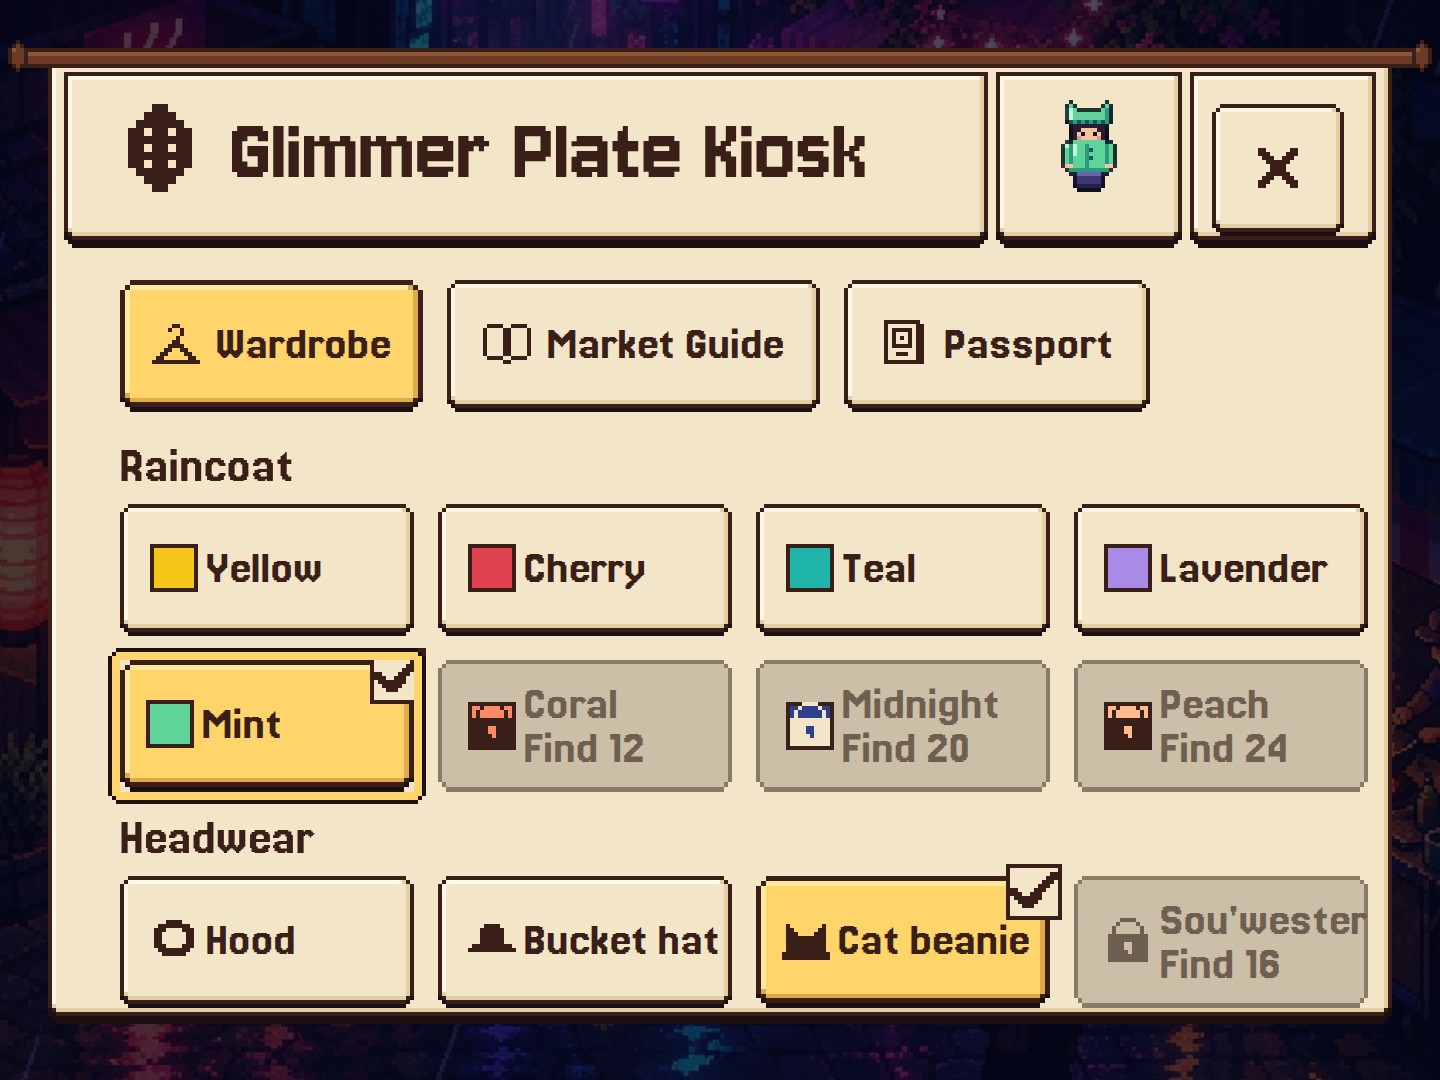 Glimmer Plate Kiosk
Wardrobe
Market Guide
Passport
Raincoat
Yellow
Cherry
Teal
Lavender
Mint
Coral
Find 12
Midnight
Find 20
Peach
Find 24
Headwear
Hood
Bucket hat
Cat beanie
Sou'wester
Find 16